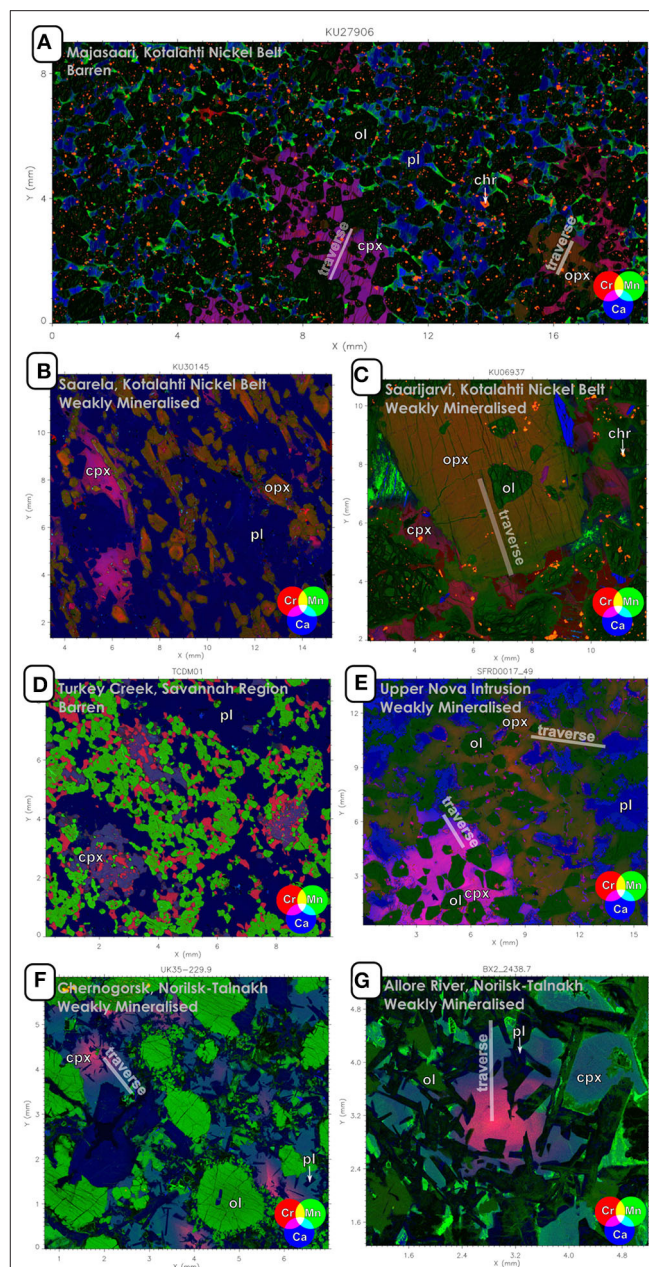 KU27906
A
Majasaari, Kotalahti Nickel Belt
Barren
8
ol
pl
chr
Y (mm)
4
cpx
traverse
traverse
opx
Cr Mn
Ca
0
0 4 8 12 16
X (mm)
KU30145
B
Saarela, Kotalahti Nickel Belt
Weakly Mineralised
cpx
opx
pl
Y (mm)
10
8
6
4
2
Cr Mn
Ca
4 6 8 10 12 14
X (mm)
KU06937
C
Saarijarvi, Kotalahti Nickel Belt
Weakly Mineralised
chr
opx
ol
traverse
cpx
Y (mm)
10
8
6
4
2
Cr Mn
Ca
4 6 8 10
X (mm)
TCDM01
D
Turkey Creek, Savannah Region
Barren
pl
cpx
Y (mm)
6
4
2
0
Cr Mn
Ca
2 4 6 8
X (mm)
SFRD0017_49
E
Upper Nova Intrusion
Weakly Mineralised
opx
ol
traverse
pl
traverse
cpx
ol
Y (mm)
10
8
6
4
2
Cr Mn
Ca
3 6 9 12 15
X (mm)
UK35-229.9
F
Chernogorsk, Norilsk-Talnakh
Weakly Mineralised
cpx
traverse
pl
ol
Y (mm)
5
4
3
2
1
0
Cr Mn
Ca
1 2 3 4 5 6
BX2_2438.7
G
Allore River, Norilsk-Talnakh
Weakly Mineralised
pl
traverse
ol
cpx
Y (mm)
4.8
4.0
3.2
2.4
1.6
Cr Mn
Ca
1.6 2.4 3.2 4.0 4.8
X (mm)